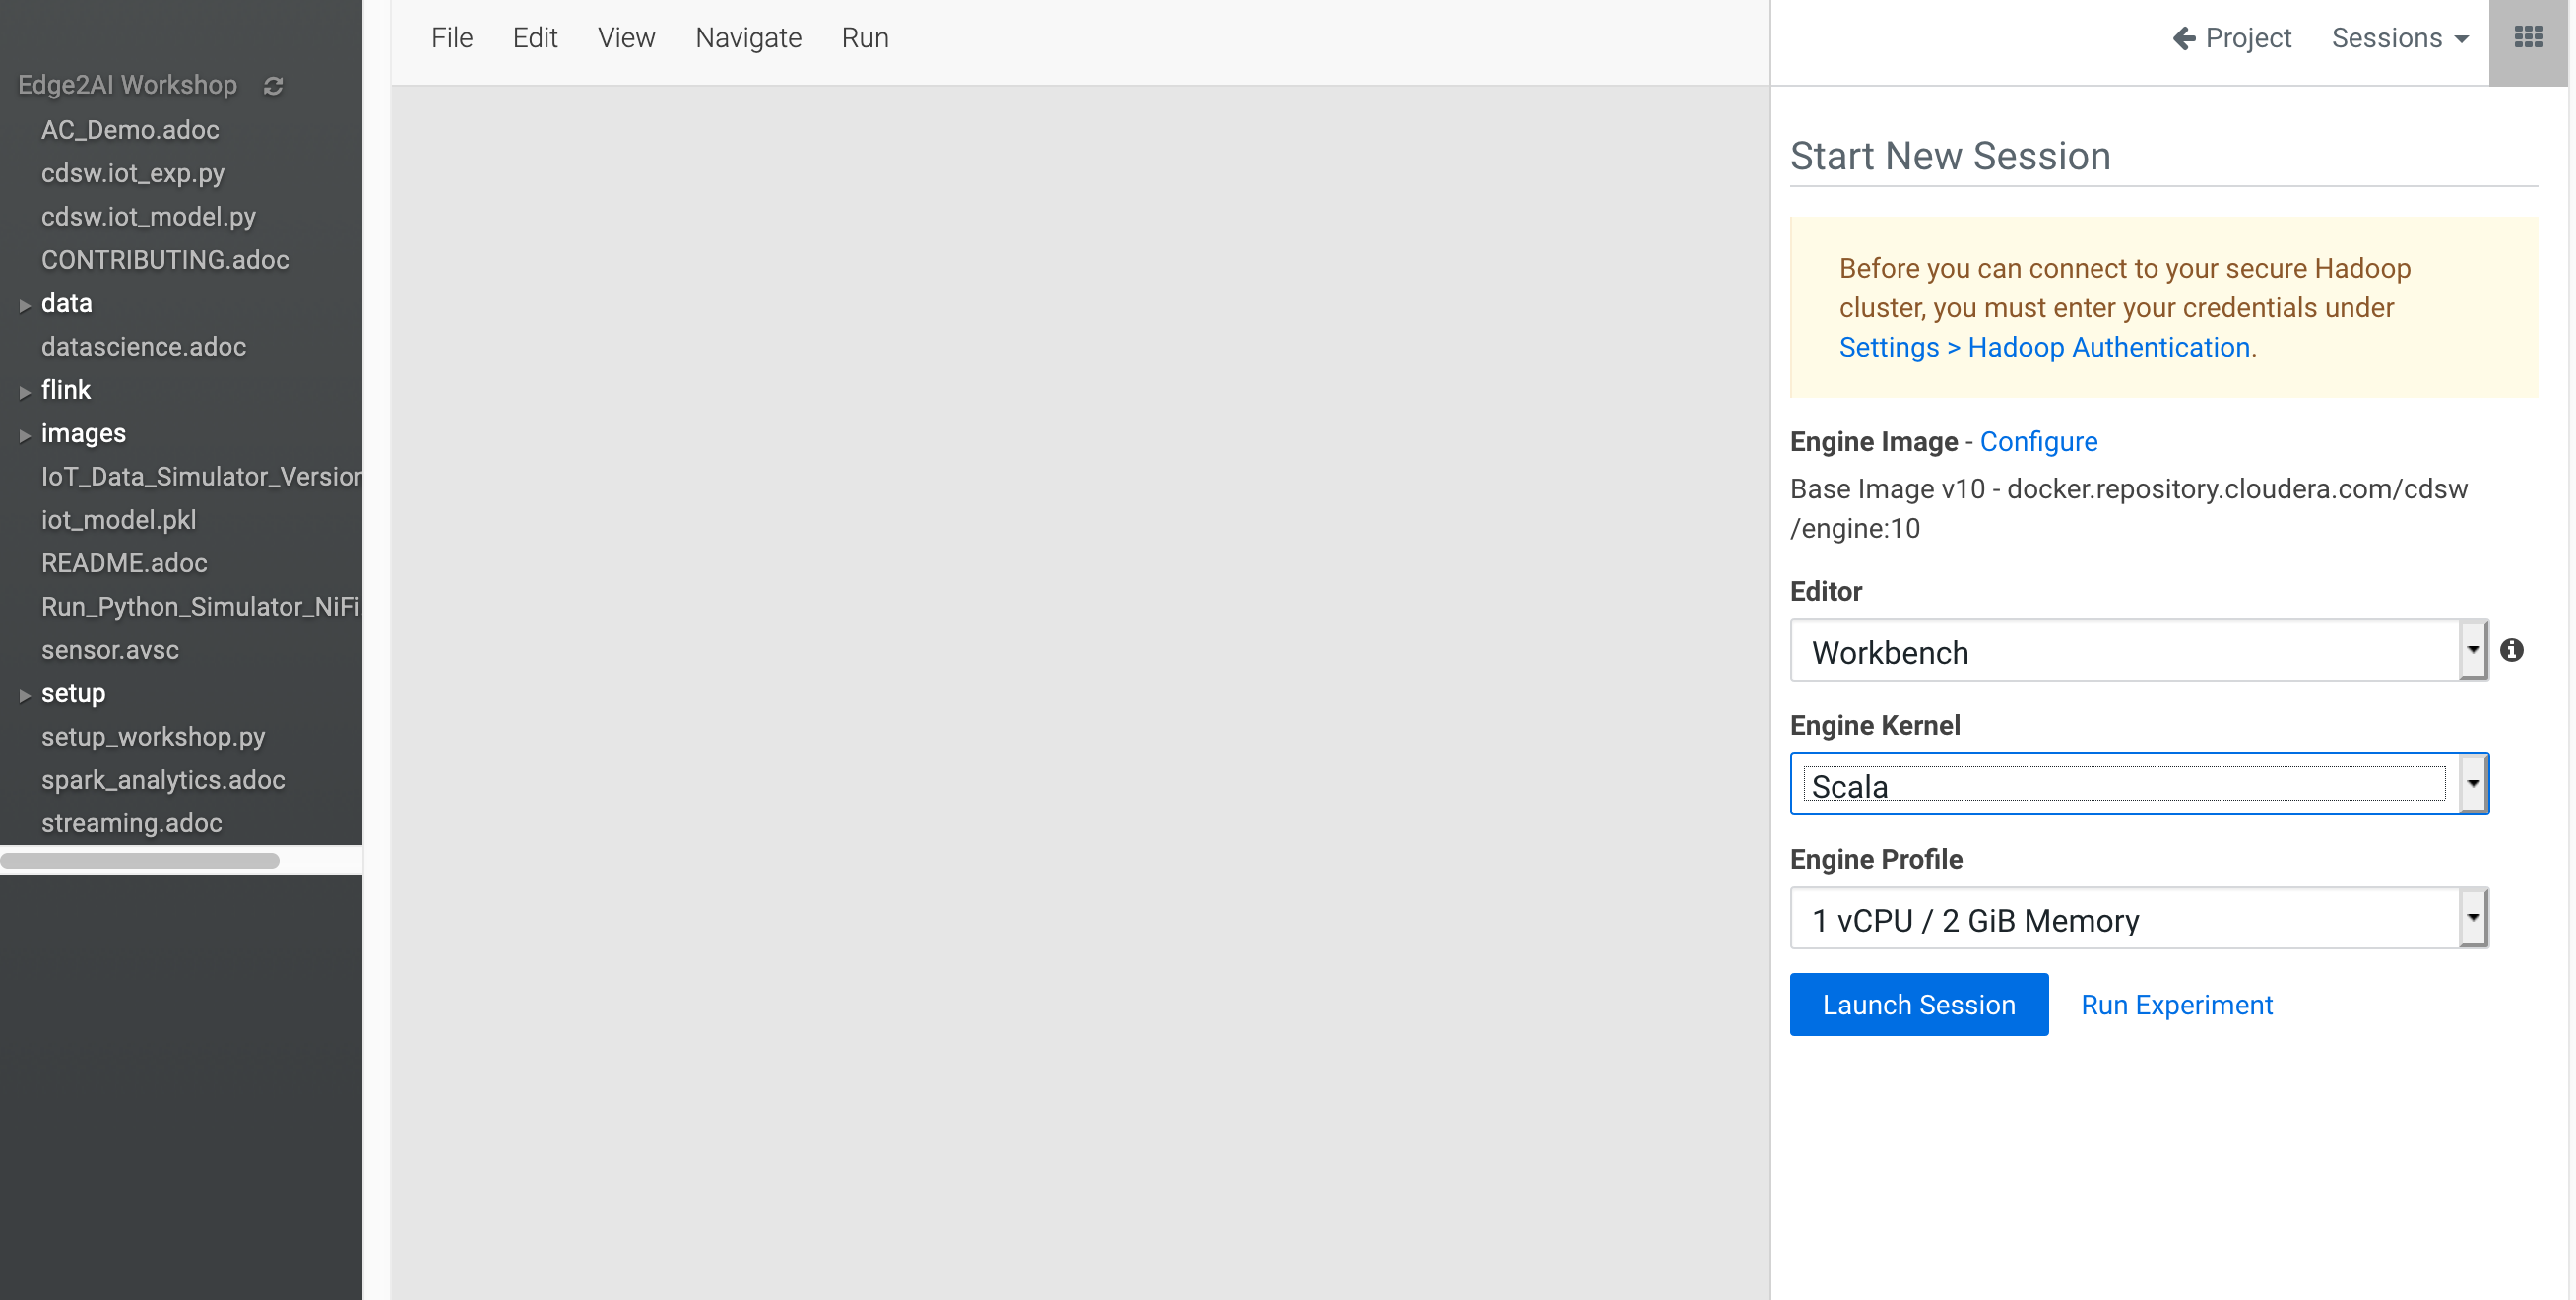 File Edit View Navigate Run
Project Sessions
Edge2AI Workshop
AC_Demo.adoc
cdsw.iot_exp.py
cdsw.iot_model.py
CONTRIBUTING.adoc
data
datascience.adoc
flink
images
IoT_Data_Simulator_Version
iot_model.pkl
README.adoc
Run_Python_Simulator_NiFi
sensor.avsc
setup
setup_workshop.py
spark_analytics.adoc
streaming.adoc
Start New Session
Before you can connect to your secure Hadoop
cluster, you must enter your credentials under
Settings > Hadoop Authentication.
Engine Image - Configure
Base Image v10 - docker.repository.cloudera.com/cdsw
/engine:10
Editor
Workbench
Engine Kernel
Scala
Engine Profile
1 vCPU / 2 GiB Memory
Launch Session Run Experiment